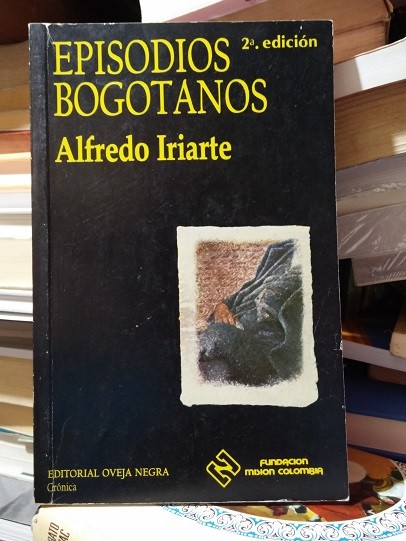 EPISODIOS 2ª. edición
BOGOTANOS
Alfredo Iriarte
EDITORIAL OVEJA NEGRA
Crónica
FUNDACION
MISION COLOMBIA